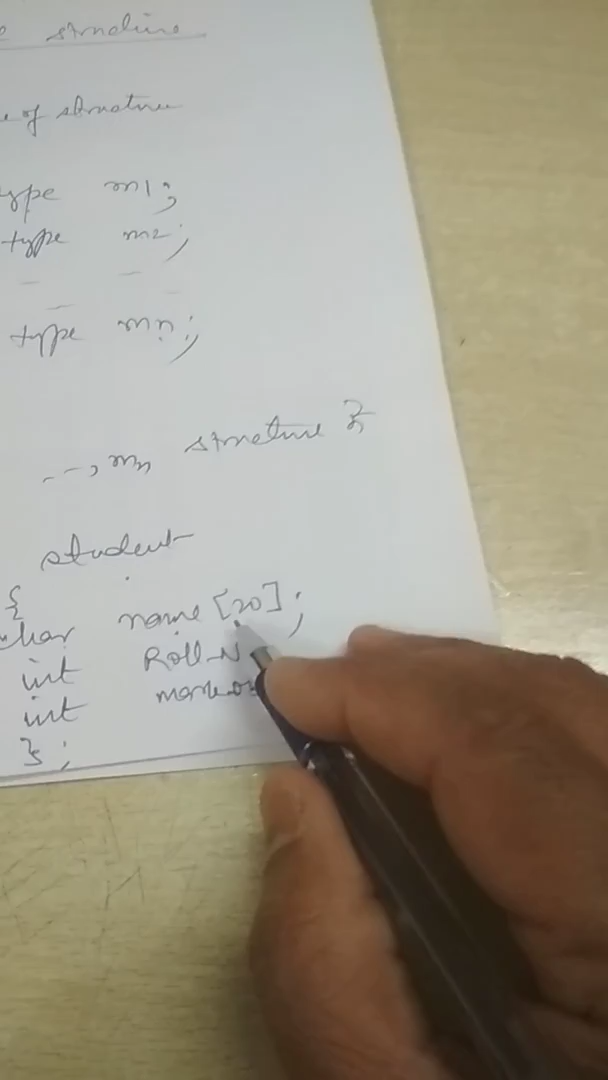 structure
of structure
ype m1;
type m2;
- -
- -
type mn;
--, mn structure }
student
{
char name [20];
int Roll-N
int marks
};